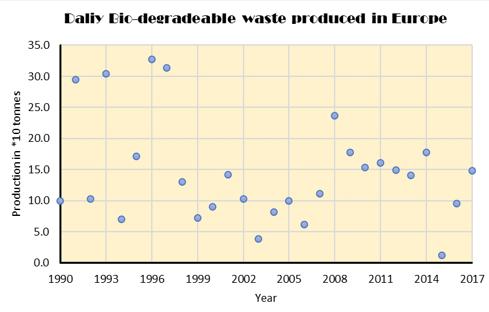 Daliy Bio-degradeable waste produced in Europe
35.0
30.0
25.0
20.0
15.0
10.0
5.0
0.0
Production in *10 tonnes
1990 1993 1996 1999 2002 2005 2008 2011 2014 2017
Year